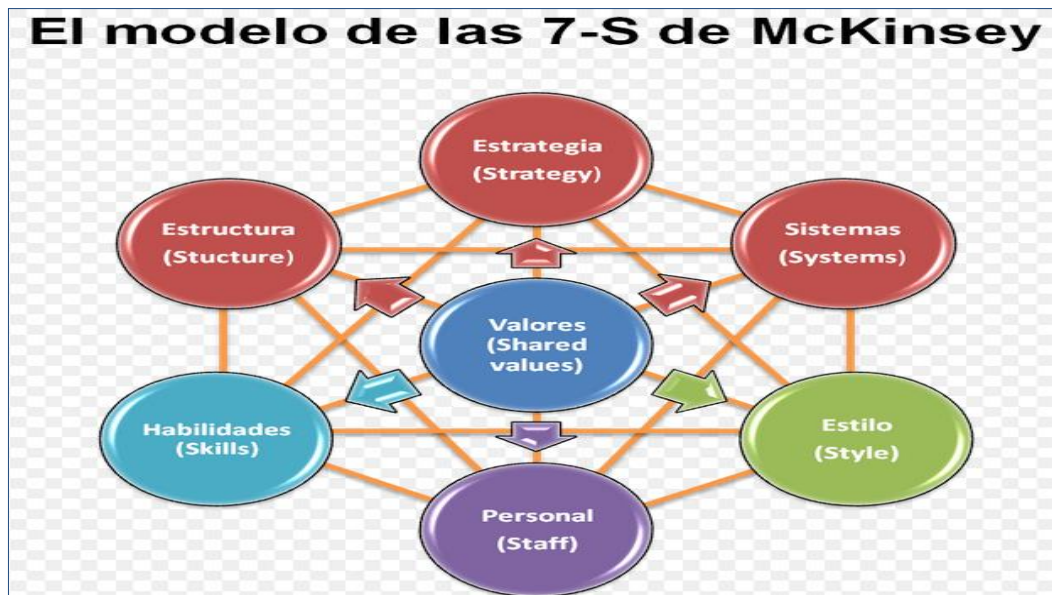 El modelo de las 7-S de McKinsey
Estrategia
(Strategy)
Estructura
(Stucture)
Sistemas
(Systems)
Valores
(Shared
values)
Habilidades
(Skills)
Estilo
(Style)
Personal
(Staff)